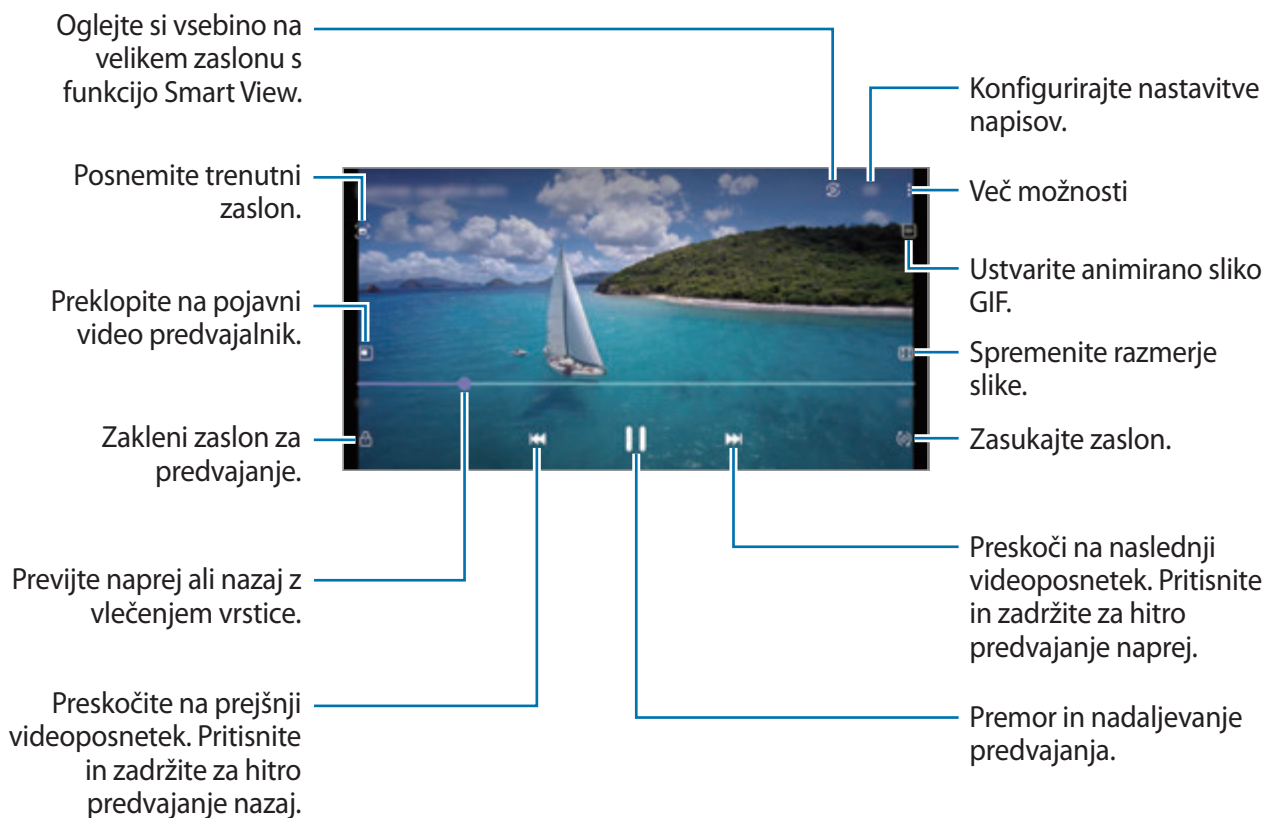 Oglejte si vsebino na
velikem zaslonu s
funkcijo Smart View.
Posnemite trenutni
zaslon.
Preklopite na pojavni
video predvajalnik.
Zakleni zaslon za
predvajanje.
Previjte naprej ali nazaj z
vlečenjem vrstice.
Preskočite na prejšnji
videoposnetek. Pritisnite
in zadržite za hitro
predvajanje nazaj.
Konfigurirajte nastavitve
napisov.
Več možnosti
Ustvarite animirano sliko
GIF.
Spremenite razmerje
slike.
Zasukajte zaslon.
Preskoči na naslednji
videoposnetek. Pritisnite
in zadržite za hitro
predvajanje naprej.
Premor in nadaljevanje
predvajanja.